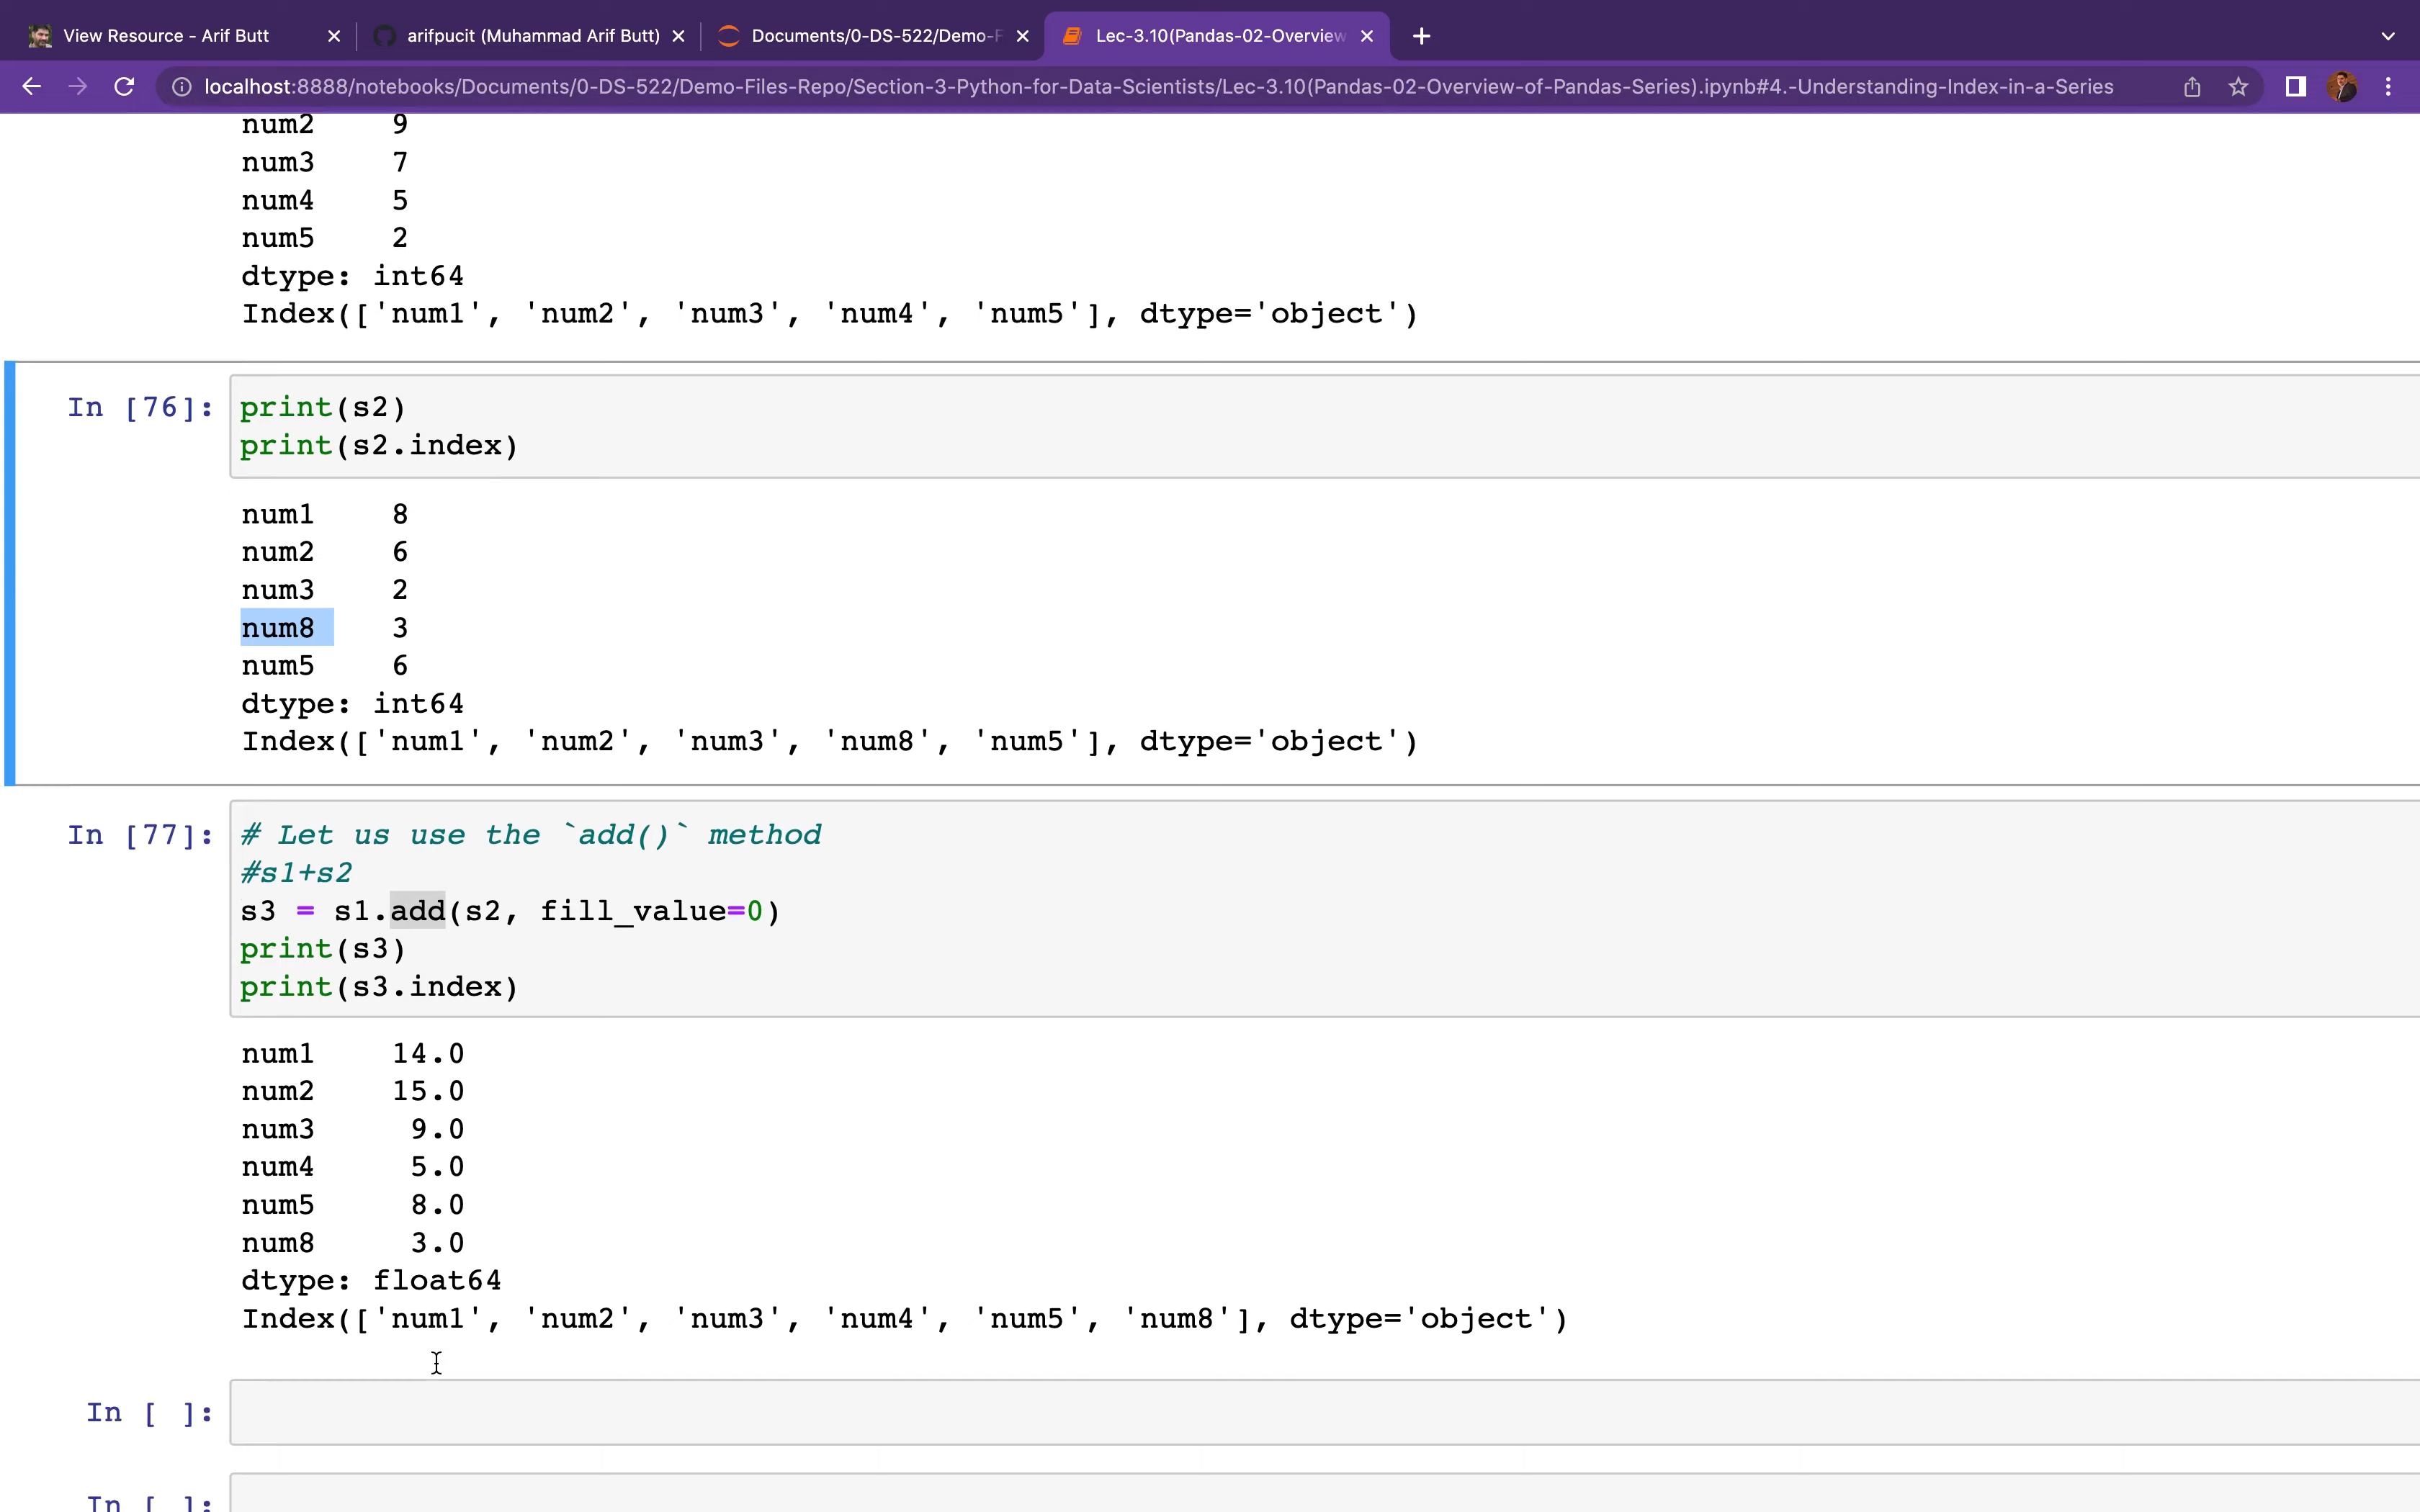 View Resource - Arif Butt
arifpucit (Muhammad Arif Butt)
Documents/0-DS-522/Demo-F
Lec-3.10(Pandas-02-Overview
localhost:8888/notebooks/Documents/0-DS-522/Demo-Files-Repo/Section-3-Python-for-Data-Scientists/Lec-3.10(Pandas-02-Overview-of-Pandas-Series).ipynb#4.-Understanding-Index-in-a-Series
num2 9
num3 7
num4 5
num5 2
dtype: int64
Index(['num1', 'num2', 'num3', 'num4', 'num5'], dtype='object')
In [76]: print(s2)
print(s2.index)
num1 8
num2 6
num3 2
num8 3
num5 6
dtype: int64
Index(['num1', 'num2', 'num3', 'num8', 'num5'], dtype='object')
In [77]: # Let us use the `add()` method
#s1+s2
s3 = s1.add(s2, fill_value=0)
print(s3)
print(s3.index)
num1 14.0
num2 15.0
num3 9.0
num4 5.0
num5 8.0
num8 3.0
dtype: float64
Index(['num1', 'num2', 'num3', 'num4', 'num5', 'num8'], dtype='object')
In [ ]:
In [ ]: